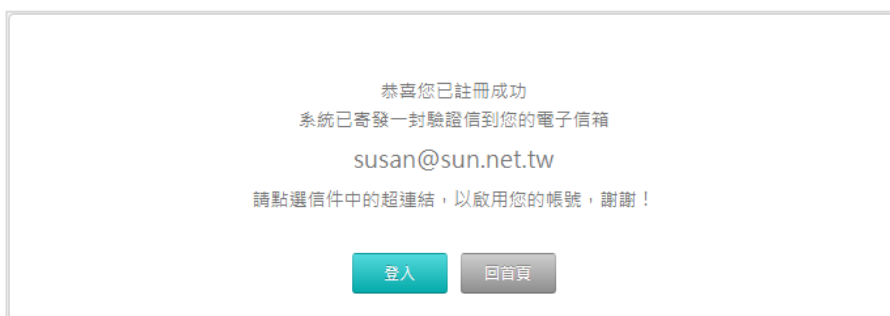 恭喜您已註冊成功
系統已寄發一封驗證信到您的電子信箱
susan@sun.net.tw
請點選信件中的超連結，以啟用您的帳號，謝謝！
登入
回首頁